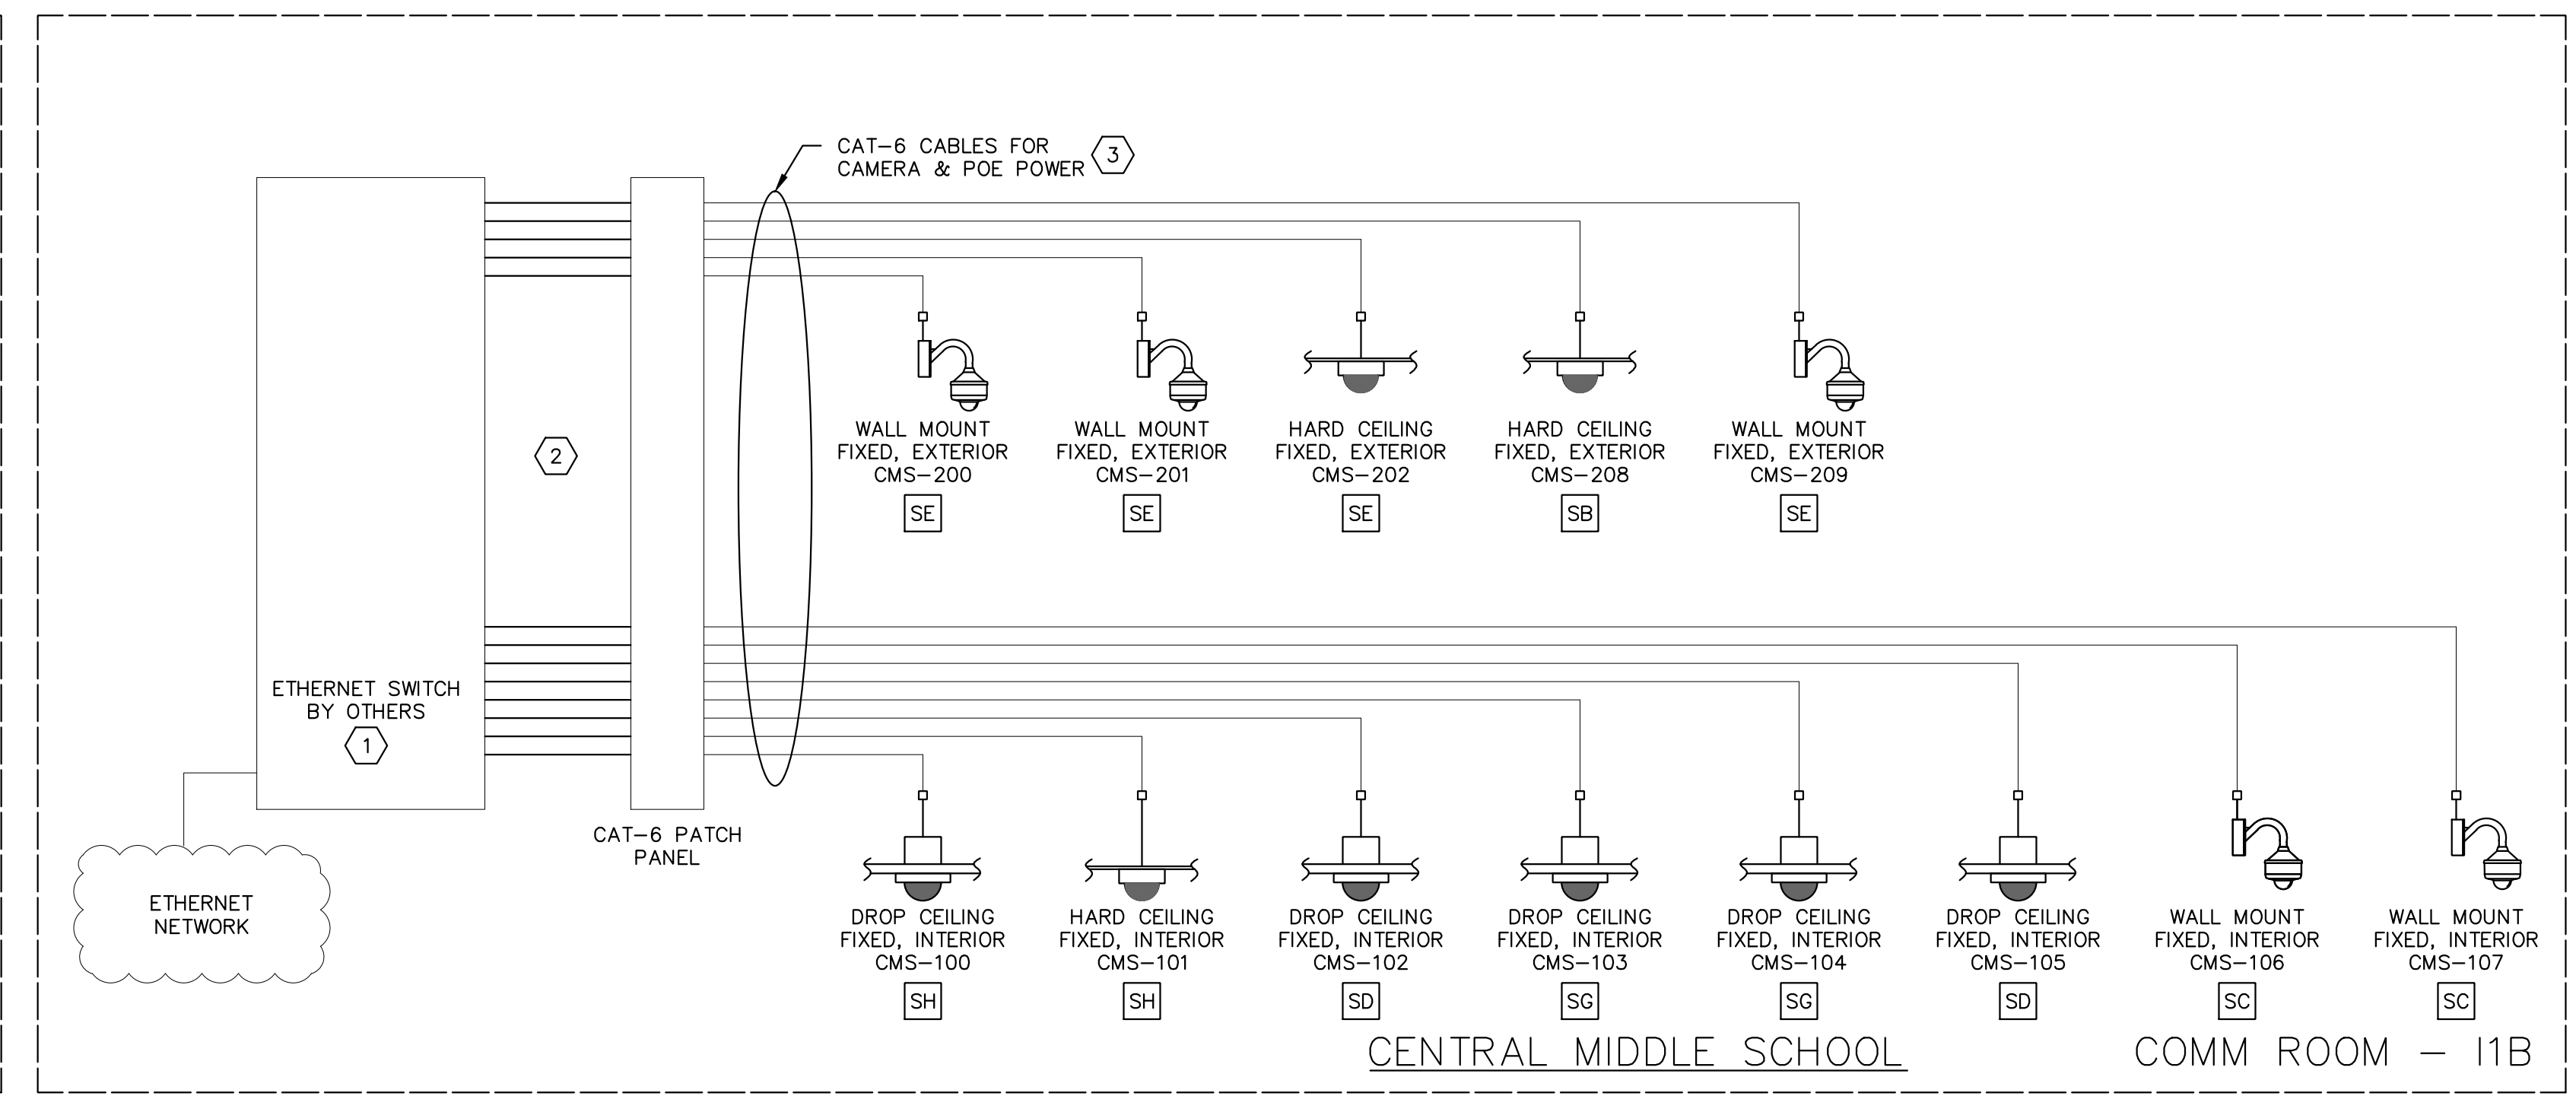 CAT-6 CABLES FOR
CAMERA & POE POWER
3
2
WALL MOUNT
FIXED, EXTERIOR
CMS-200
SE
WALL MOUNT
FIXED, EXTERIOR
CMS-201
SE
HARD CEILING
FIXED, EXTERIOR
CMS-202
SE
HARD CEILING
FIXED, EXTERIOR
CMS-208
SB
WALL MOUNT
FIXED, EXTERIOR
CMS-209
SE
ETHERNET SWITCH
BY OTHERS
1
CAT-6 PATCH
PANEL
ETHERNET
NETWORK
DROP CEILING
FIXED, INTERIOR
CMS-100
SH
HARD CEILING
FIXED, INTERIOR
CMS-101
SH
DROP CEILING
FIXED, INTERIOR
CMS-102
SD
DROP CEILING
FIXED, INTERIOR
CMS-103
SG
DROP CEILING
FIXED, INTERIOR
CMS-104
SG
DROP CEILING
FIXED, INTERIOR
CMS-105
SD
WALL MOUNT
FIXED, INTERIOR
CMS-106
SC
WALL MOUNT
FIXED, INTERIOR
CMS-107
SC
CENTRAL MIDDLE SCHOOL
COMM ROOM - I1B